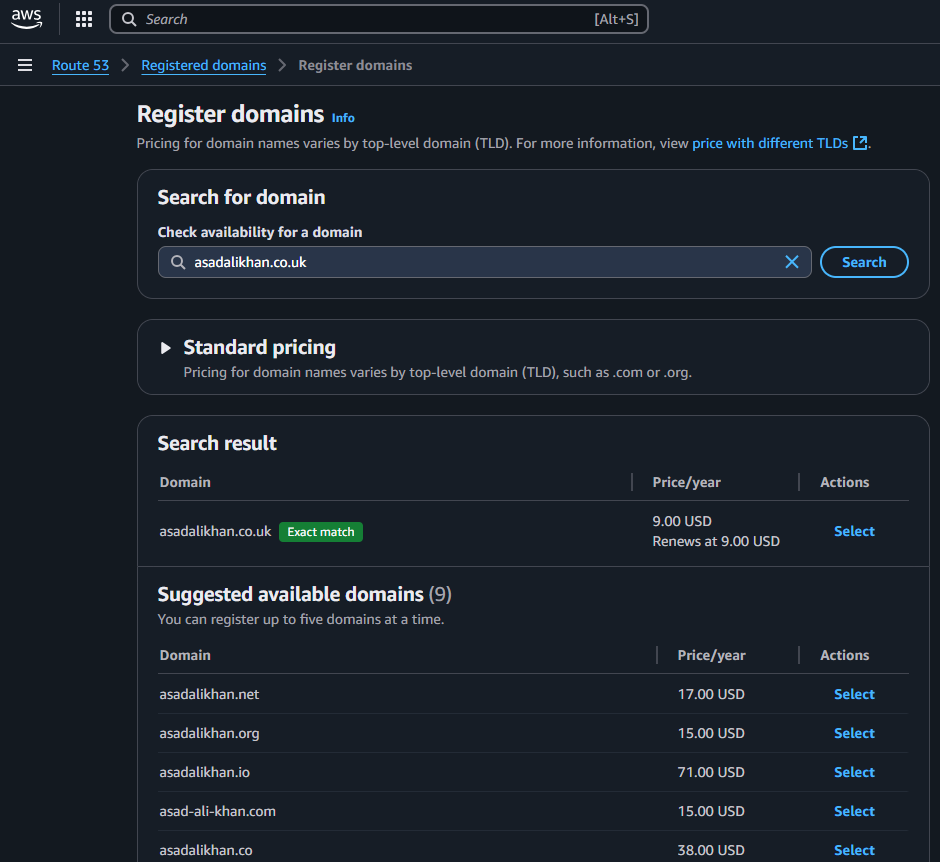 aws
Search [Alt+S]
Route 53 > Registered domains > Register domains
Register domains Info
Pricing for domain names varies by top-level domain (TLD). For more information, view price with different TLDs.
Search for domain
Check availability for a domain
asadalikhan.co.uk Search
Standard pricing
Pricing for domain names varies by top-level domain (TLD), such as .com or .org.
Search result
Domain Price/year Actions
asadalikhan.co.uk Exact match 9.00 USD Select
Renews at 9.00 USD
Suggested available domains (9)
You can register up to five domains at a time.
Domain Price/year Actions
asadalikhan.net 17.00 USD Select
asadalikhan.org 15.00 USD Select
asadalikhan.io 71.00 USD Select
asad-ali-khan.com 15.00 USD Select
asadalikhan.co 38.00 USD Select